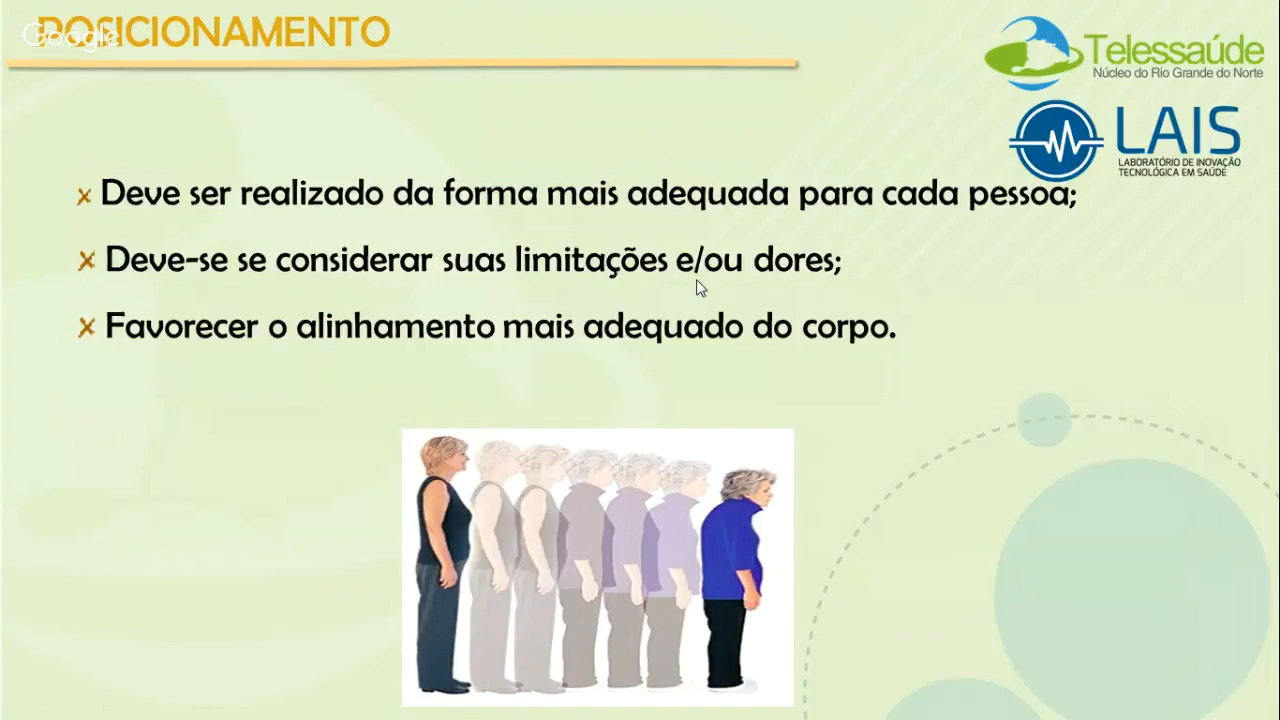 POSICIONAMENTO
Google
Telessaúde
Núcleo do Rio Grande do Norte
LAIS
LABORATÓRIO DE INOVAÇÃO
TECNOLÓGICA EM SAÚDE
Deve ser realizado da forma mais adequada para cada pessoa;
Deve-se se considerar suas limitações e/ou dores;
Favorecer o alinhamento mais adequado do corpo.